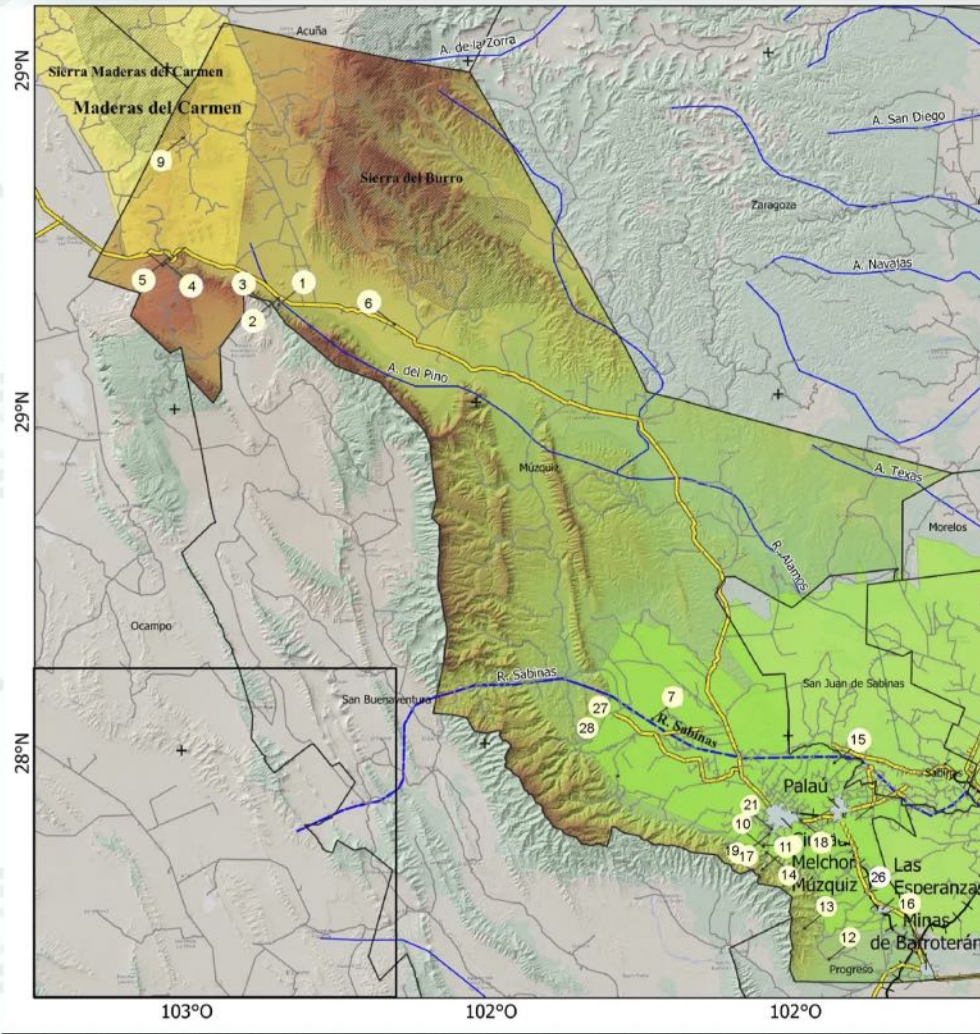 Acuña
A. de la Zorra
29°N
Sierra Maderas del Carmen
Maderas del Carmen
A. San Diego
9
Sierra del Burro
Zaragoza
A. Navajas
5
4
3
1
6
2
A. del Pino
29°N
Múzquiz
A. Texas
Morelos
R. Alamos
Ocampo
R. Sabinas
San Buenaventura
San Juan de Sabinas
7
27
28
R. Sabinas
15
28°N
Sabinas
Palaú
21
10
19
17
11
18
Melchor
Múzquiz
14
26
Las
Esperanzas
13
16
Minas
de Barroterán
12
Progreso
103°O
102°O
102°O